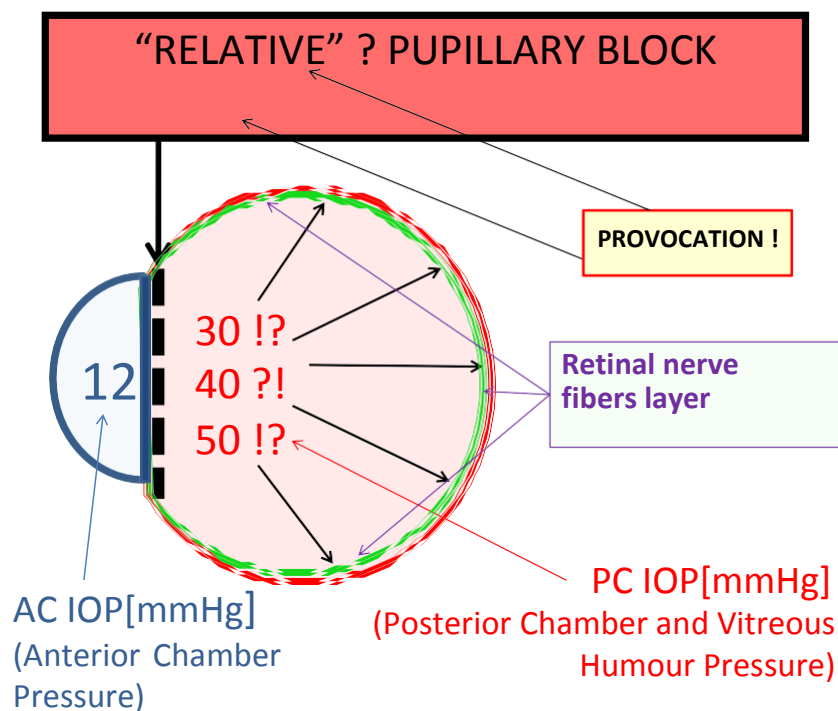 “RELATIVE” ? PUPILLARY BLOCK
PROVOCATION !
30 !?
12
40 ?!
50 !?
Retinal nerve
fibers layer
AC IOP[mmHg]
(Anterior Chamber
Pressure)
PC IOP[mmHg]
(Posterior Chamber and Vitreous
Humour Pressure)